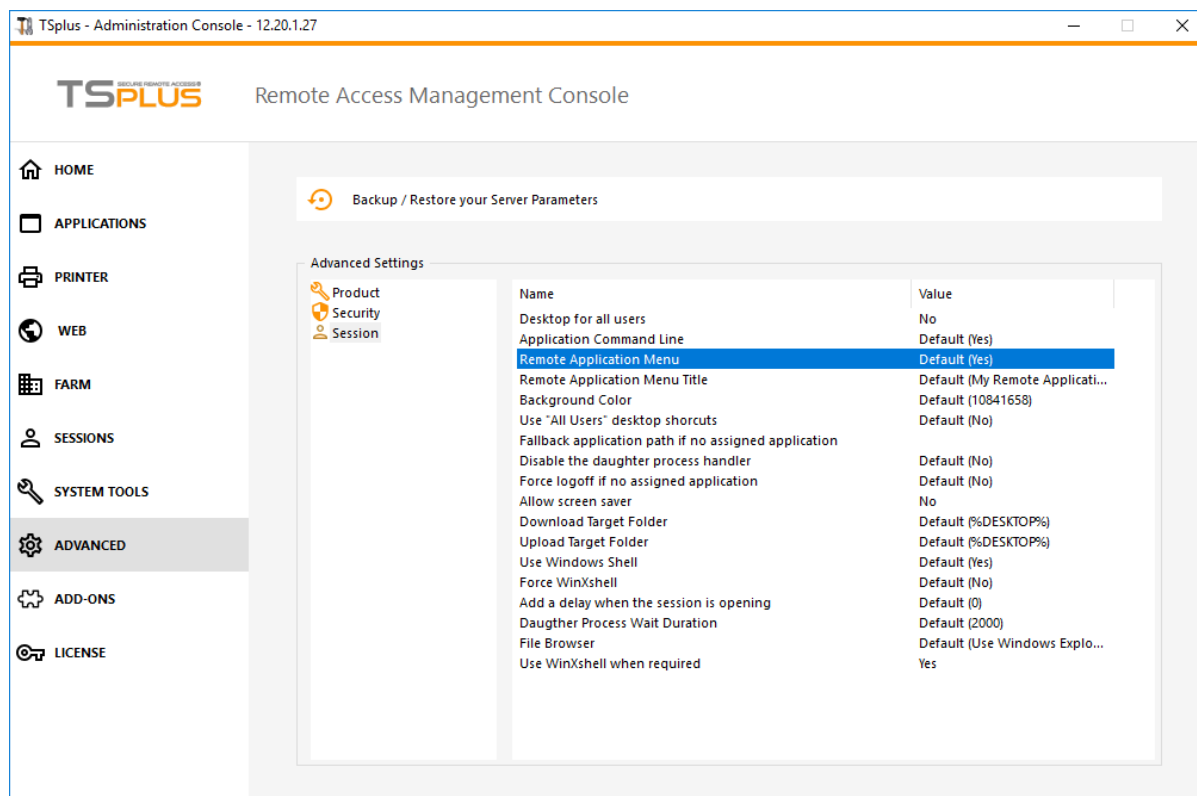 TSplus - Administration Console - 12.20.1.27
TSPLUS SECURE REMOTE ACCESS®
Remote Access Management Console
HOME
APPLICATIONS
PRINTER
WEB
FARM
SESSIONS
SYSTEM TOOLS
ADVANCED
ADD-ONS
LICENSE
Backup / Restore your Server Parameters
Advanced Settings
Product
Security
Session
Name Value
Desktop for all users No
Application Command Line Default (Yes)
Remote Application Menu Default (Yes)
Remote Application Menu Title Default (My Remote Applicati...
Background Color Default (10841658)
Use "All Users" desktop shorcuts Default (No)
Fallback application path if no assigned application
Disable the daughter process handler Default (No)
Force logoff if no assigned application Default (No)
Allow screen saver No
Download Target Folder Default (%DESKTOP%)
Upload Target Folder Default (%DESKTOP%)
Use Windows Shell Default (Yes)
Force WinXshell Default (No)
Add a delay when the session is opening Default (0)
Daugther Process Wait Duration Default (2000)
File Browser Default (Use Windows Explo...
Use WinXshell when required Yes